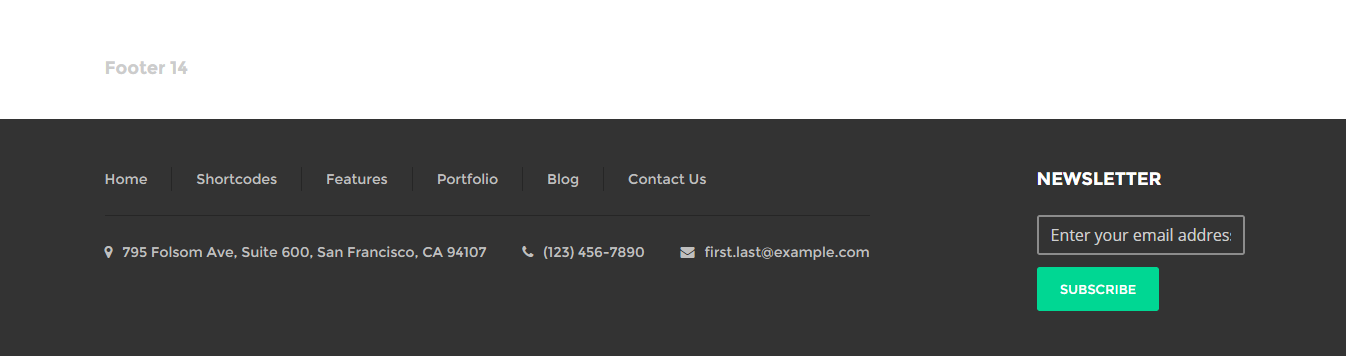 Footer 14
Home Shortcodes Features Portfolio Blog Contact Us
795 Folsom Ave, Suite 600, San Francisco, CA 94107 (123) 456-7890 first.last@example.com
NEWSLETTER
Enter your email address
SUBSCRIBE